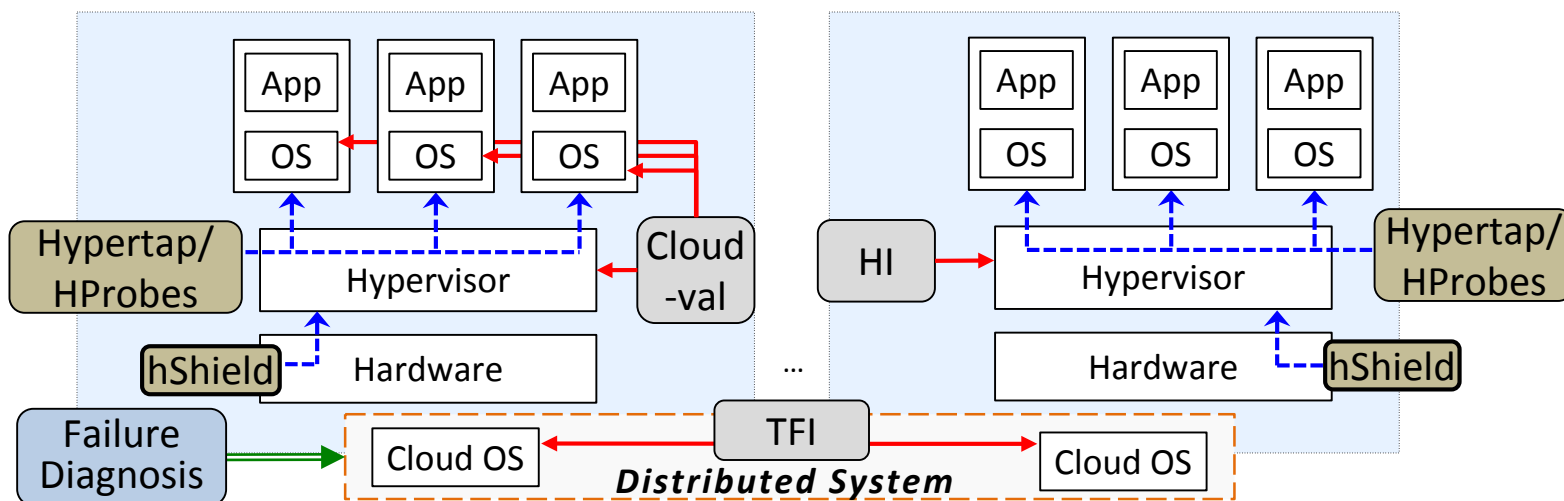 App App App
App App App
OS OS OS
OS OS OS
Hypertap/
HProbes
Hypervisor
Cloud
-val
HI
Hypervisor
Hypertap/
HProbes
hShield
Hardware
...
Hardware
hShield
Failure
Diagnosis
Cloud OS
TFI
Cloud OS
Distributed System